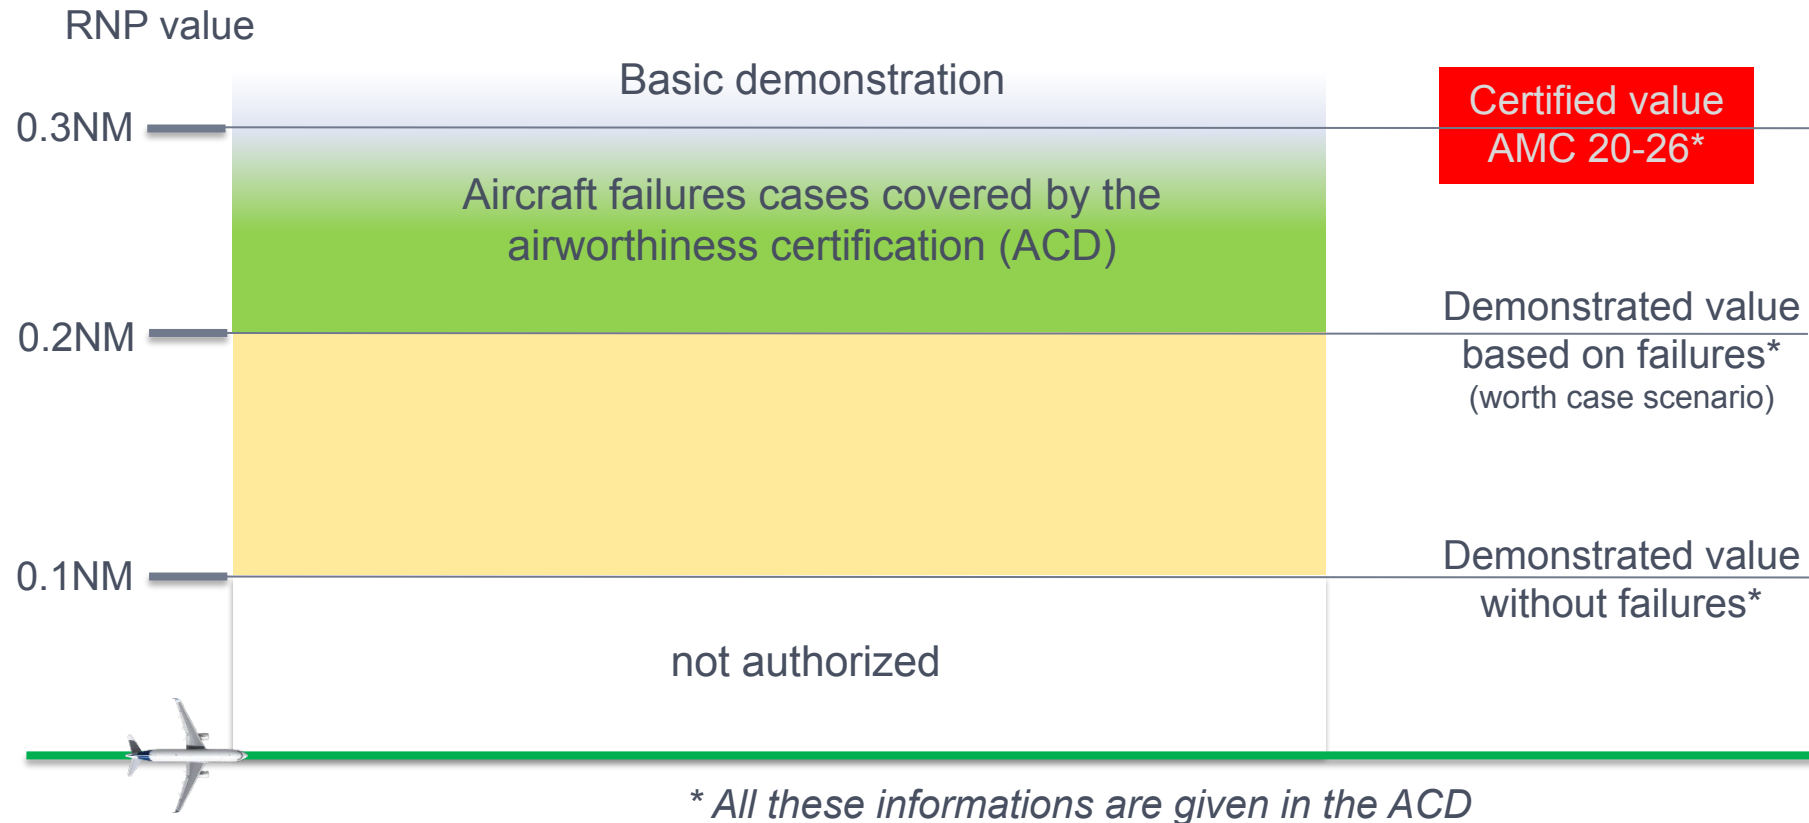 RNP value
Basic demonstration
0.3NM
Certified value
AMC 20-26*
Aircraft failures cases covered by the
airworthiness certification (ACD)
0.2NM
Demonstrated value
based on failures*
(worth case scenario)
0.1NM
Demonstrated value
without failures*
not authorized
* All these informations are given in the ACD